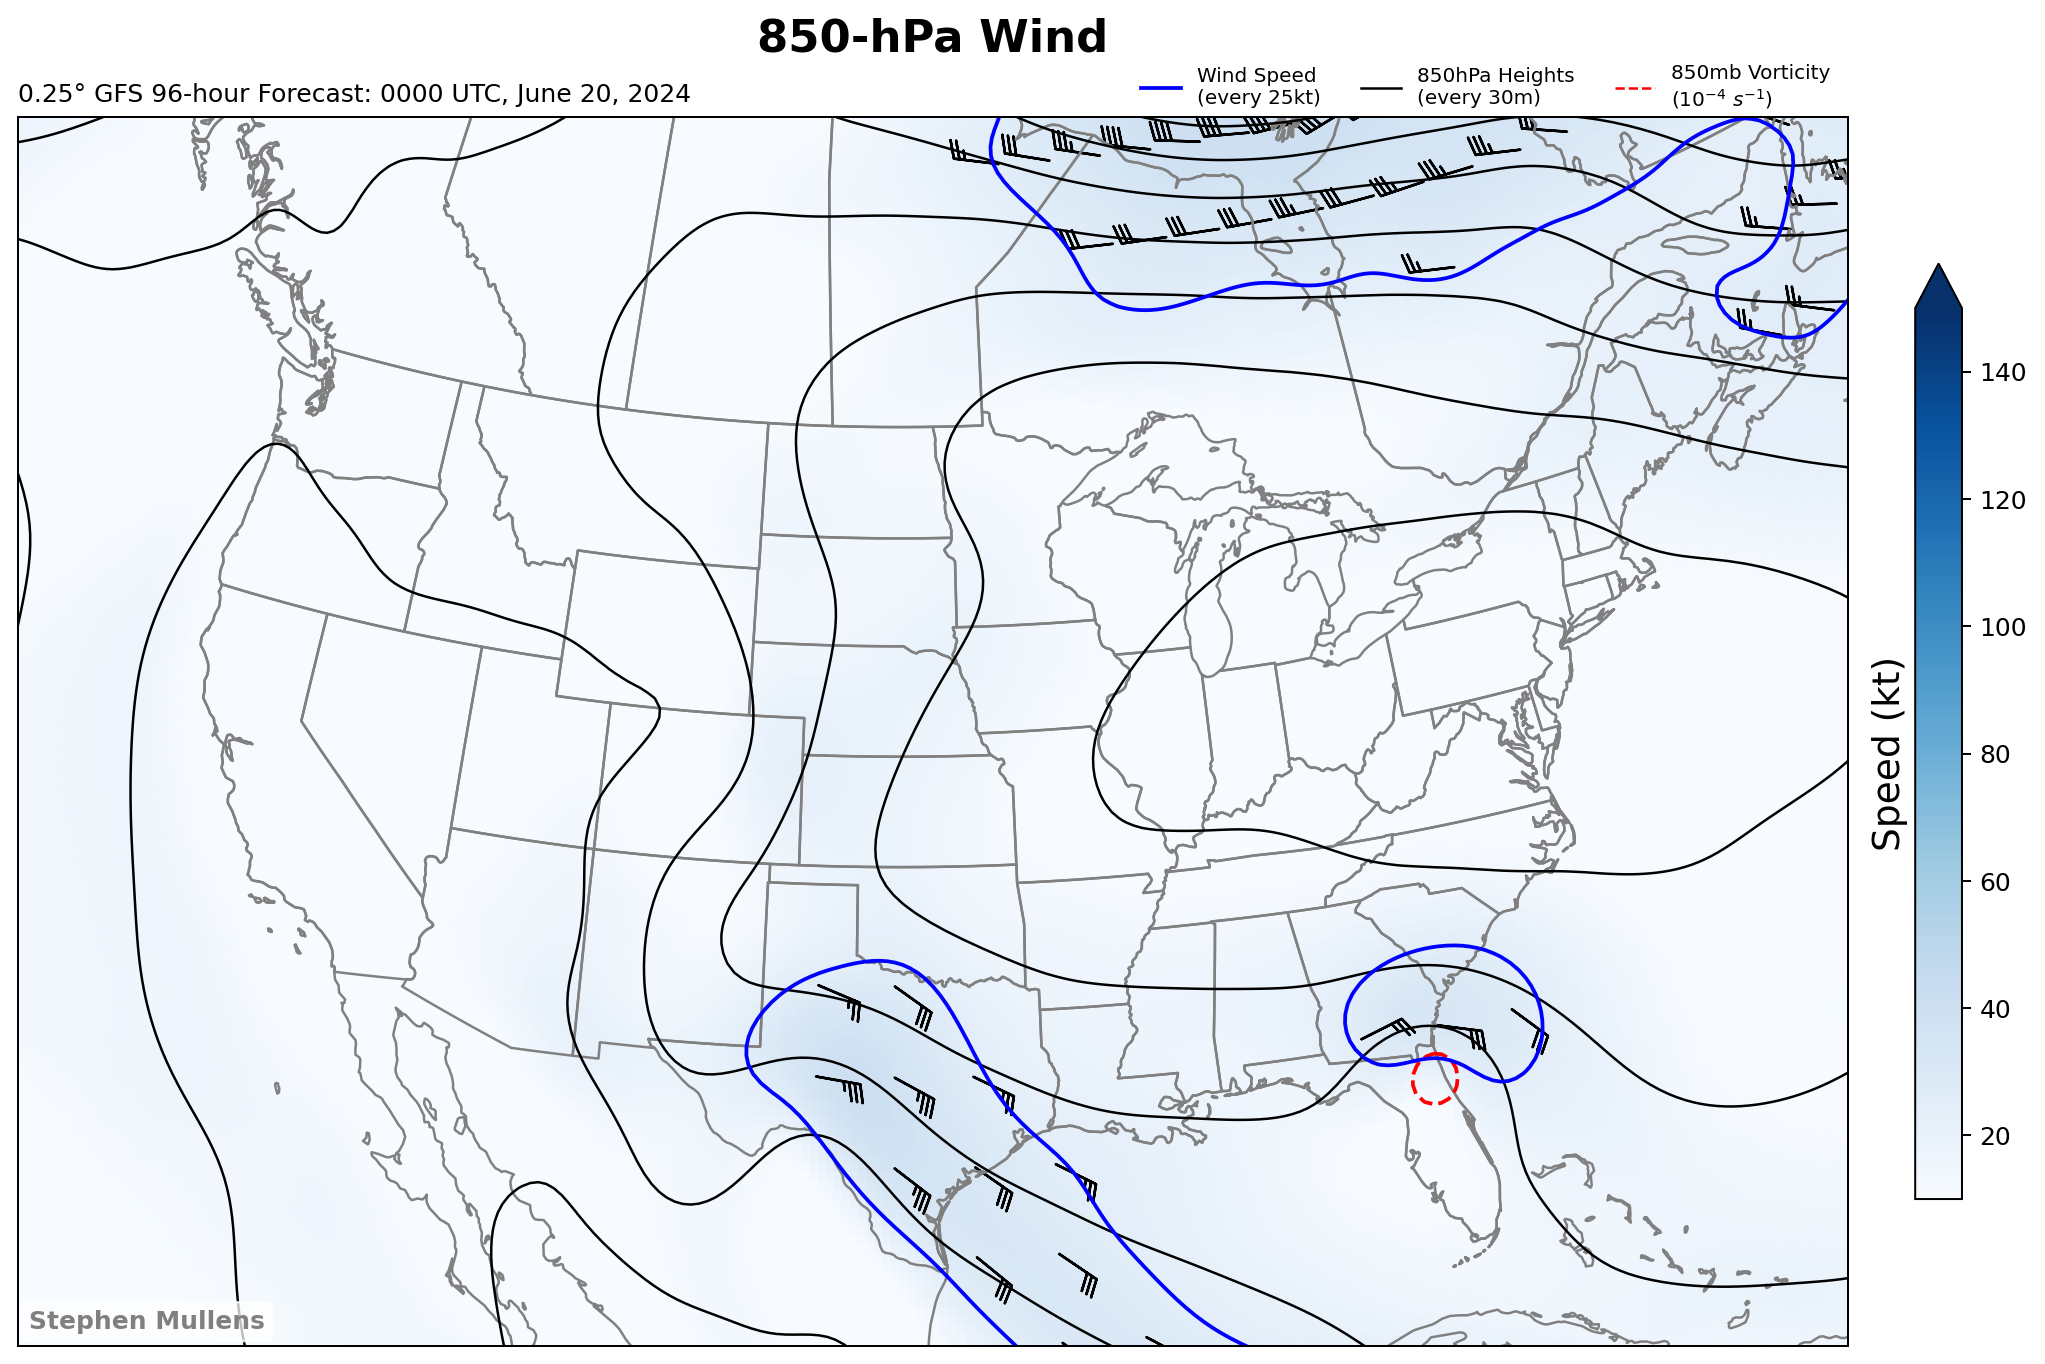 850-hPa Wind
0.25° GFS 96-hour Forecast: 0000 UTC, June 20, 2024
Wind Speed
(every 25kt)
850hPa Heights
(every 30m)
850mb Vorticity
(10⁻⁴ s⁻¹)
140
120
100
80
60
40
20
Speed (kt)
Stephen Mullens